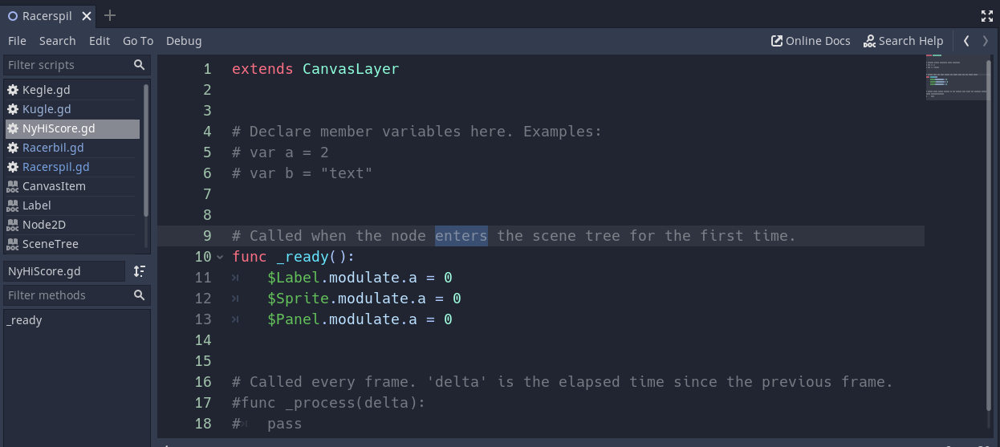 Racerspil
File Search Edit Go To Debug Online Docs Search Help
Filter scripts
Kegle.gd
Kugle.gd
NyHiScore.gd
Racerbil.gd
Racerspil.gd
CanvasItem
Label
Node2D
SceneTree
NyHiScore.gd
Filter methods
_ready
1 extends CanvasLayer
2
3
4 # Declare member variables here. Examples:
5 # var a = 2
6 # var b = "text"
7
8
9 # Called when the node enters the scene tree for the first time.
10 func _ready():
11 $Label.modulate.a = 0
12 $Sprite.modulate.a = 0
13 $Panel.modulate.a = 0
14
15
16 # Called every frame. 'delta' is the elapsed time since the previous frame.
17 #func _process(delta):
18 # pass